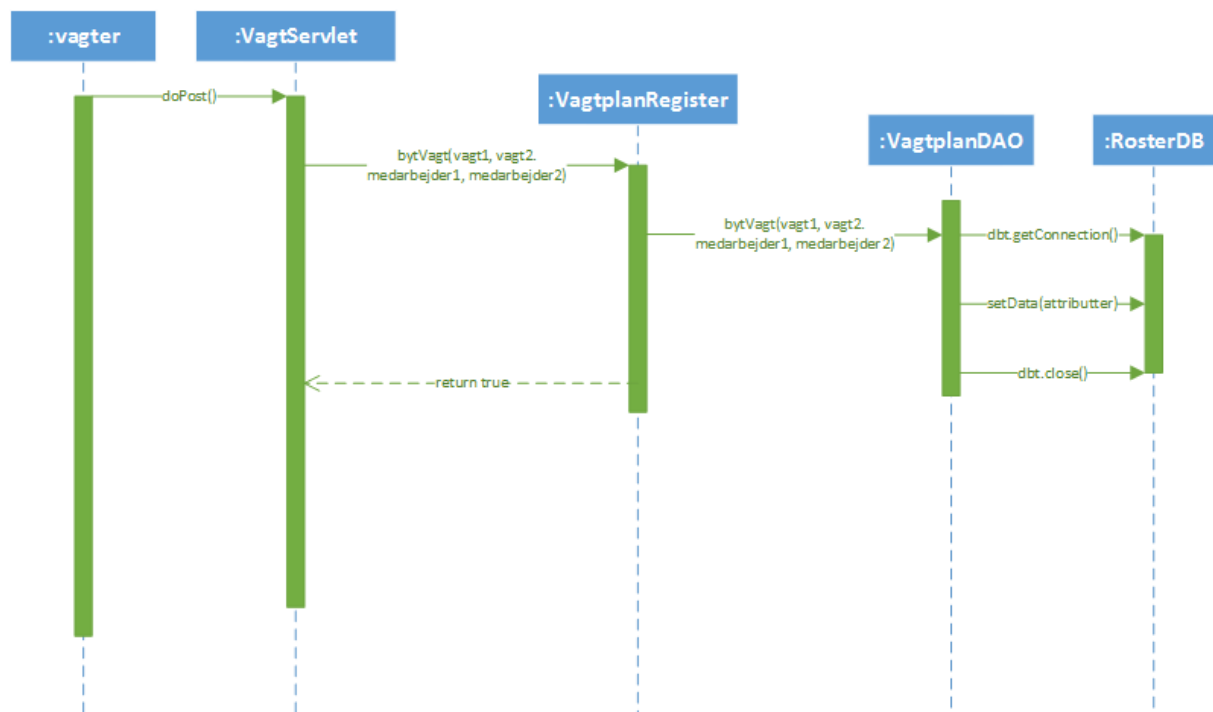 :vagter
:VagtServlet
:VagtplanRegister
:VagtplanDAO
:RosterDB
doPost()
bytVagt(vagt1, vagt2.
medarbejder1, medarbejder2)
bytVagt(vagt1, vagt2.
medarbejder1, medarbejder2)
dbt.getConnection()
setData(attributter)
dbt.close()
return true